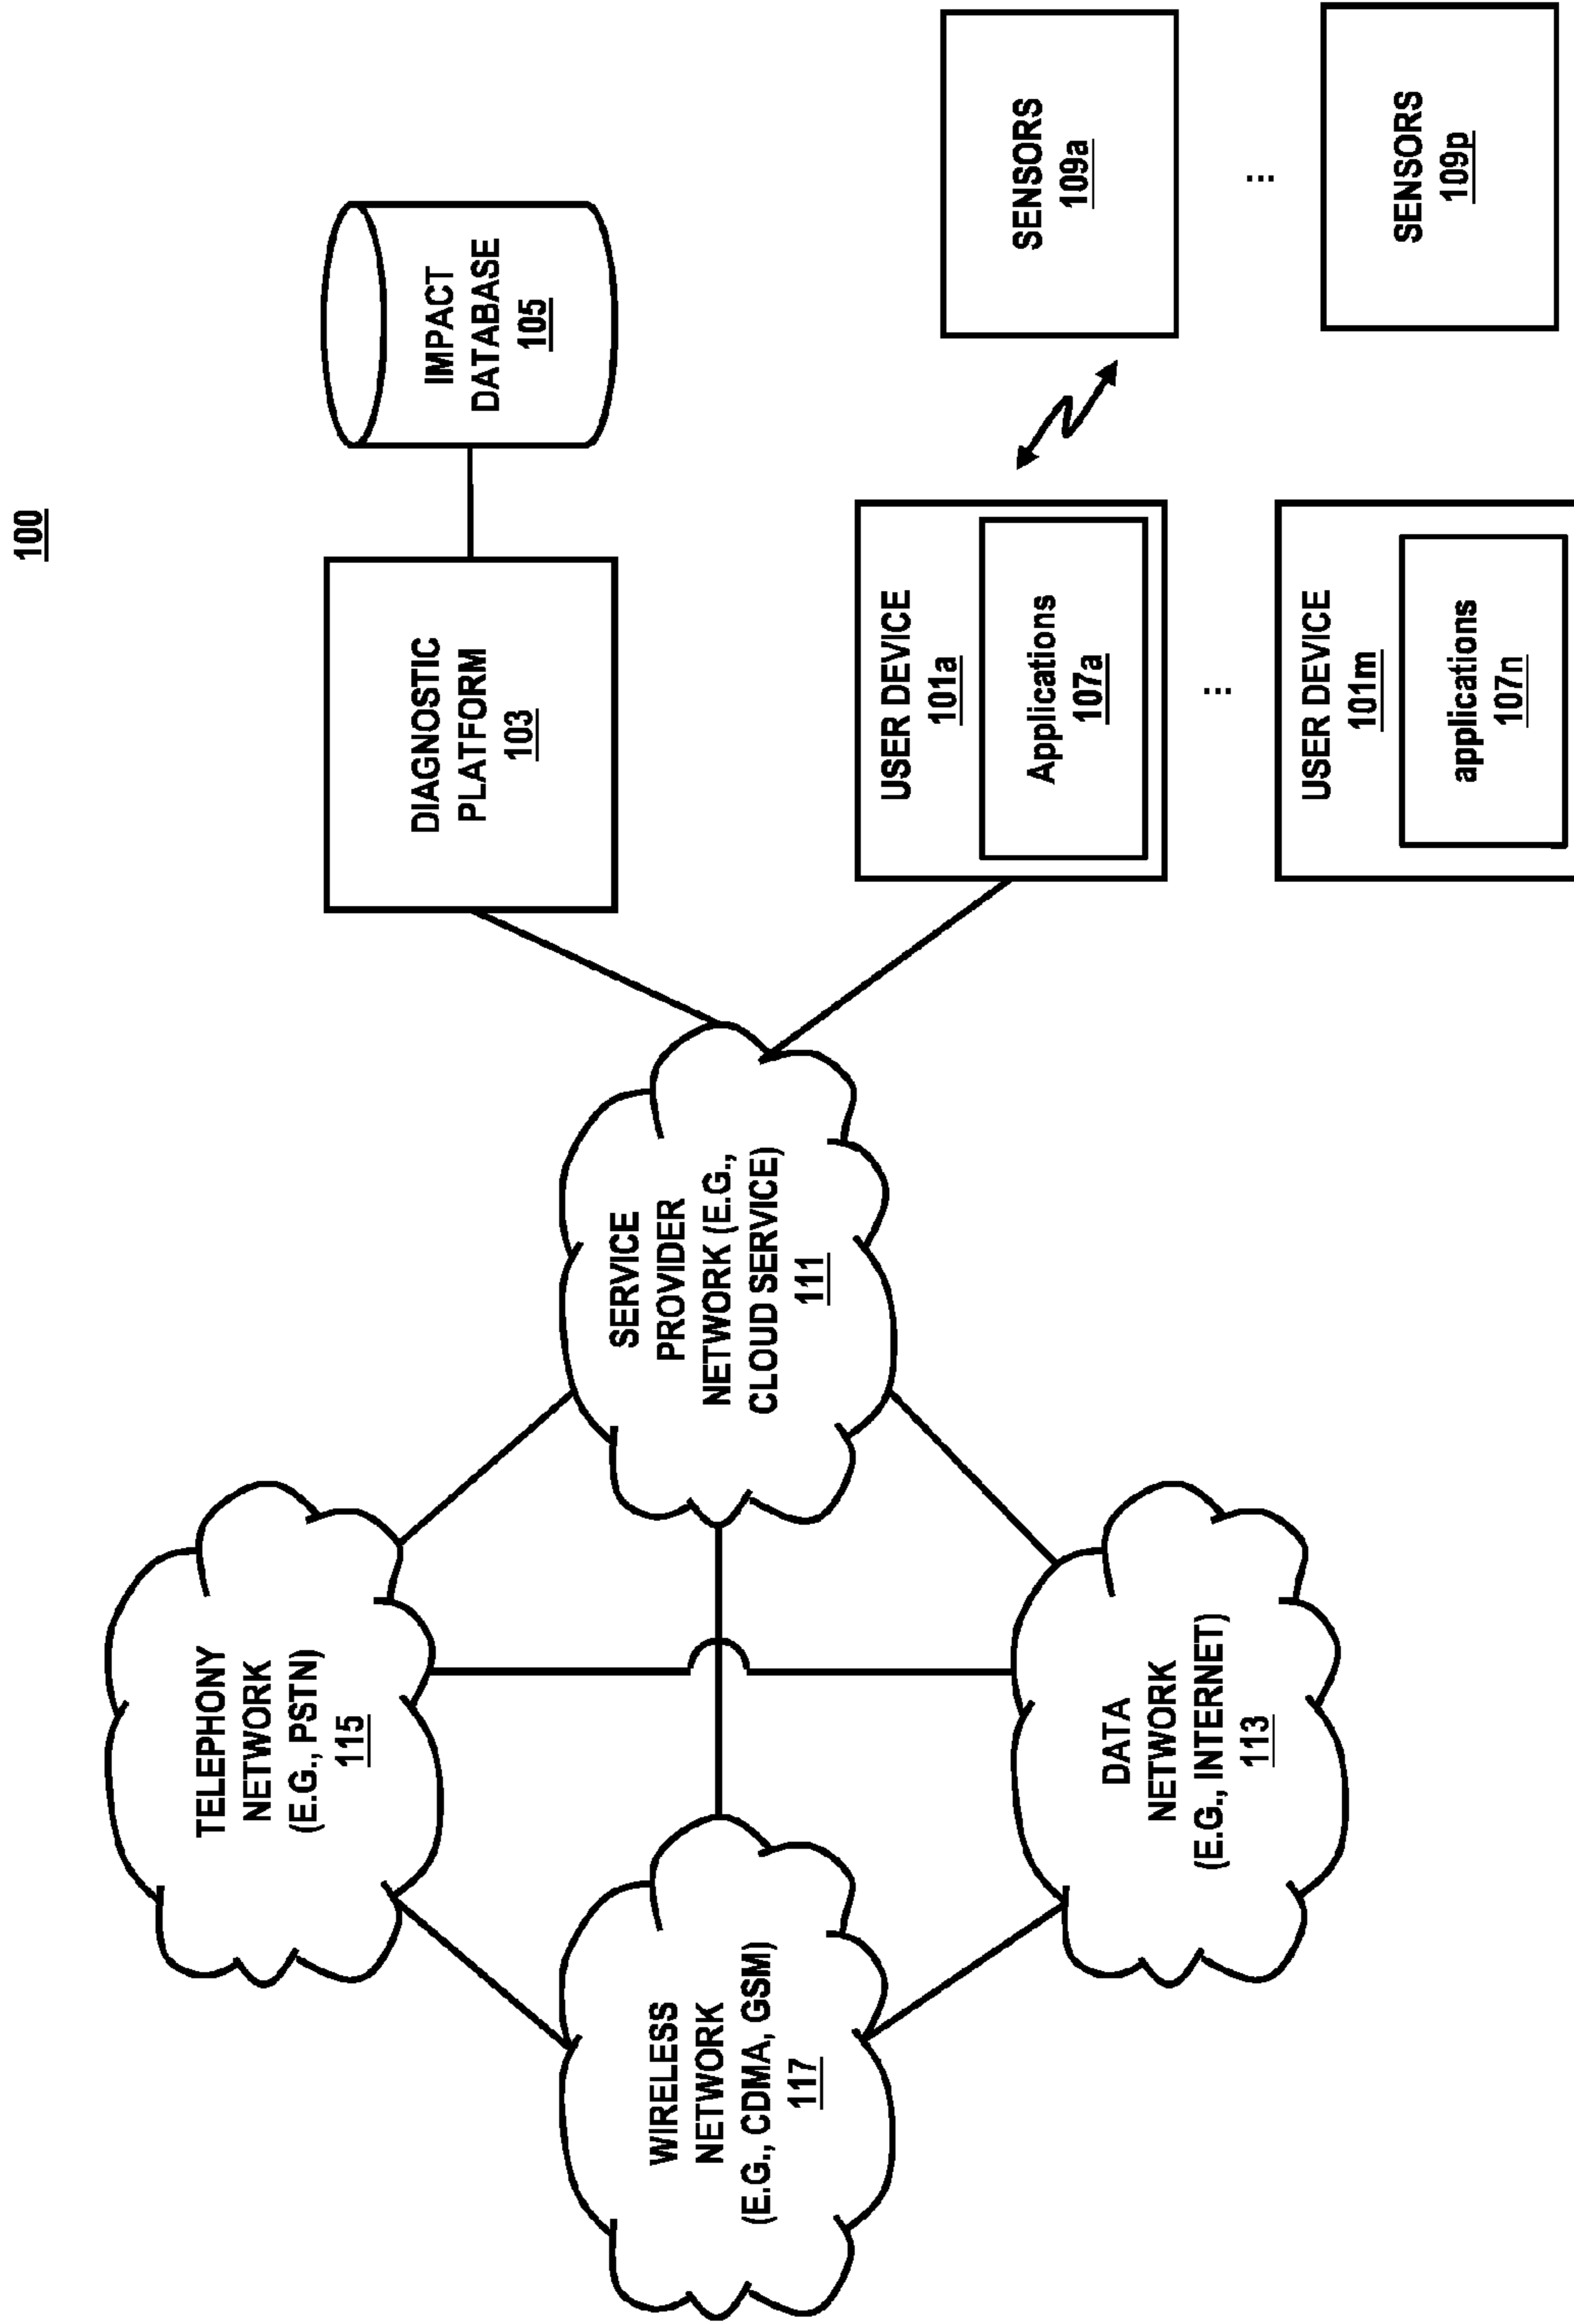 100
TELEPHONY
NETWORK
(E.G., PSTN)
115
DIAGNOSTIC
PLATFORM
103
IMPACT
DATABASE
105
WIRELESS
NETWORK
(E.G., CDMA, GSM)
117
SERVICE
PROVIDER
NETWORK (E.G.,
CLOUD SERVICE)
111
USER DEVICE
101a
Applications
107a
...
USER DEVICE
101m
applications
107n
SENSORS
109a
...
SENSORS
109p
DATA
NETWORK
(E.G., INTERNET)
113